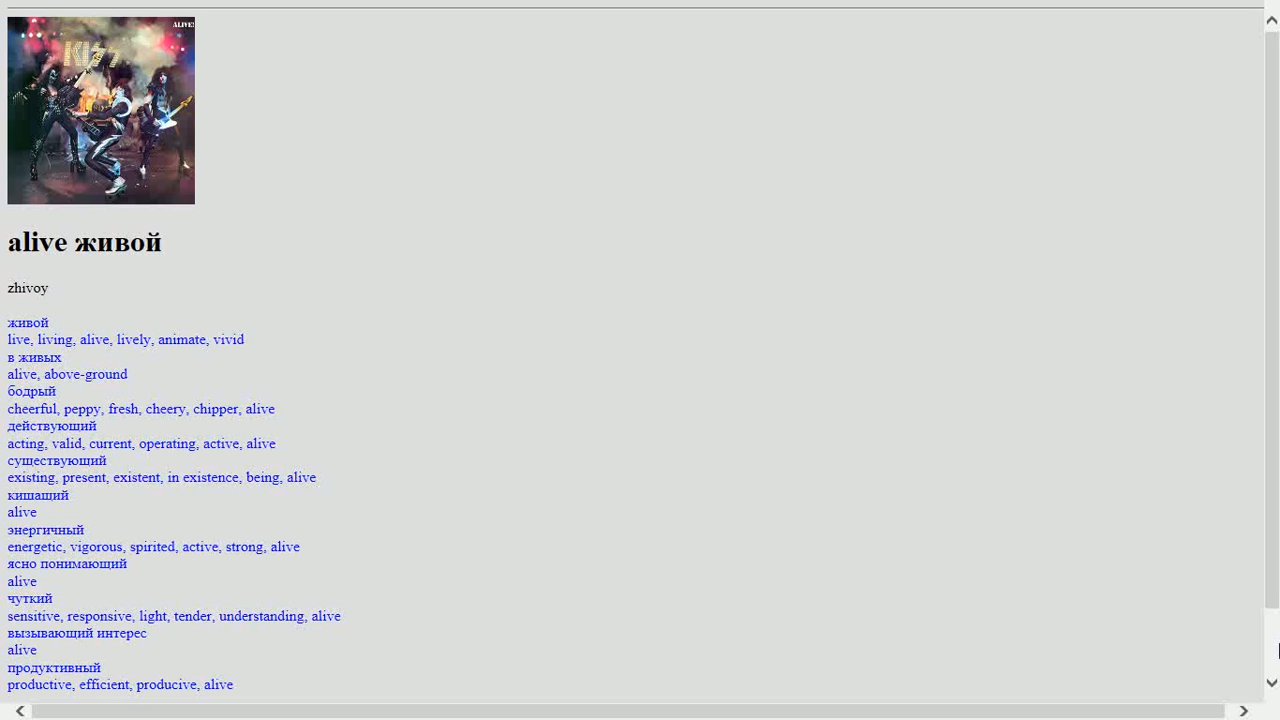 ALIVE!
KISS
alive живой
zhivoy
живой
live, living, alive, lively, animate, vivid
в живых
alive, above-ground
бодрый
cheerful, peppy, fresh, cheery, chipper, alive
действующий
acting, valid, current, operating, active, alive
существующий
existing, present, existent, in existence, being, alive
кишащий
alive
энергичный
energetic, vigorous, spirited, active, strong, alive
ясно понимающий
alive
чуткий
sensitive, responsive, light, tender, understanding, alive
вызывающий интерес
alive
продуктивный
productive, efficient, producive, alive